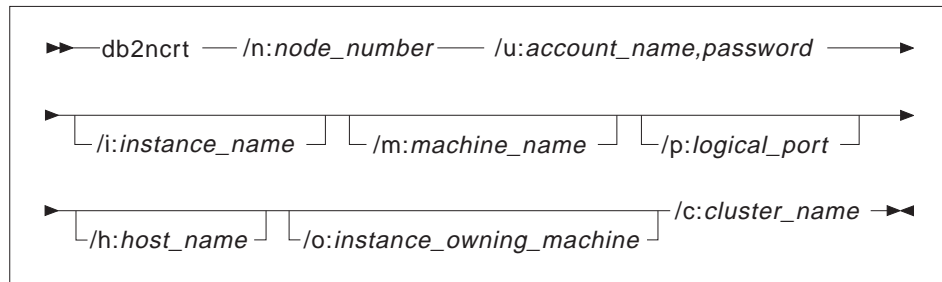 db2ncrt /n:node_number /u:account_name,password
/i:instance_name /m:machine_name /p:logical_port
/c:cluster_name
/h:host_name /o:instance_owning_machine